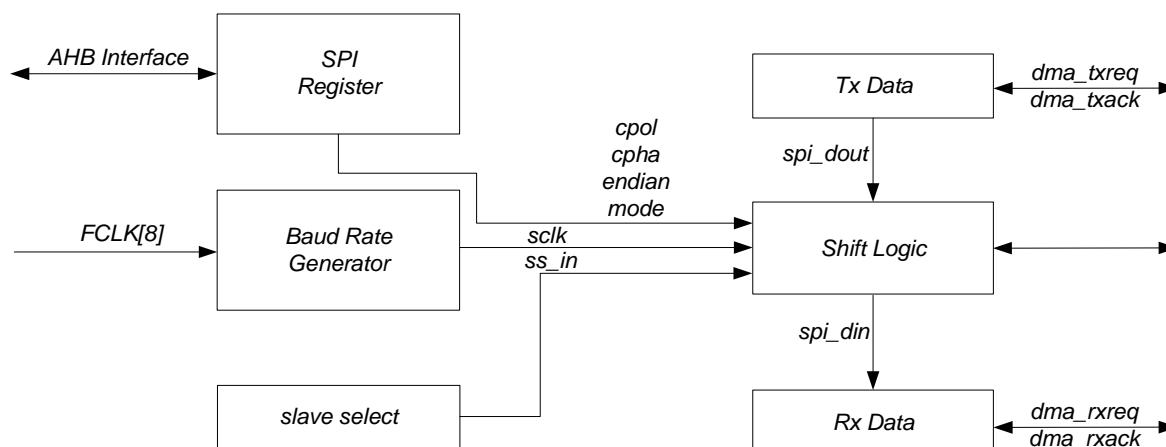 AHB Interface
SPI
Register
Tx Data
dma_txreq
dma_txack
cpol
cpha
endian
mode
spi_dout
FCLK[8]
Baud Rate
Generator
sclk
ss_in
Shift Logic
spi_din
slave select
Rx Data
dma_rxreq
dma_rxack